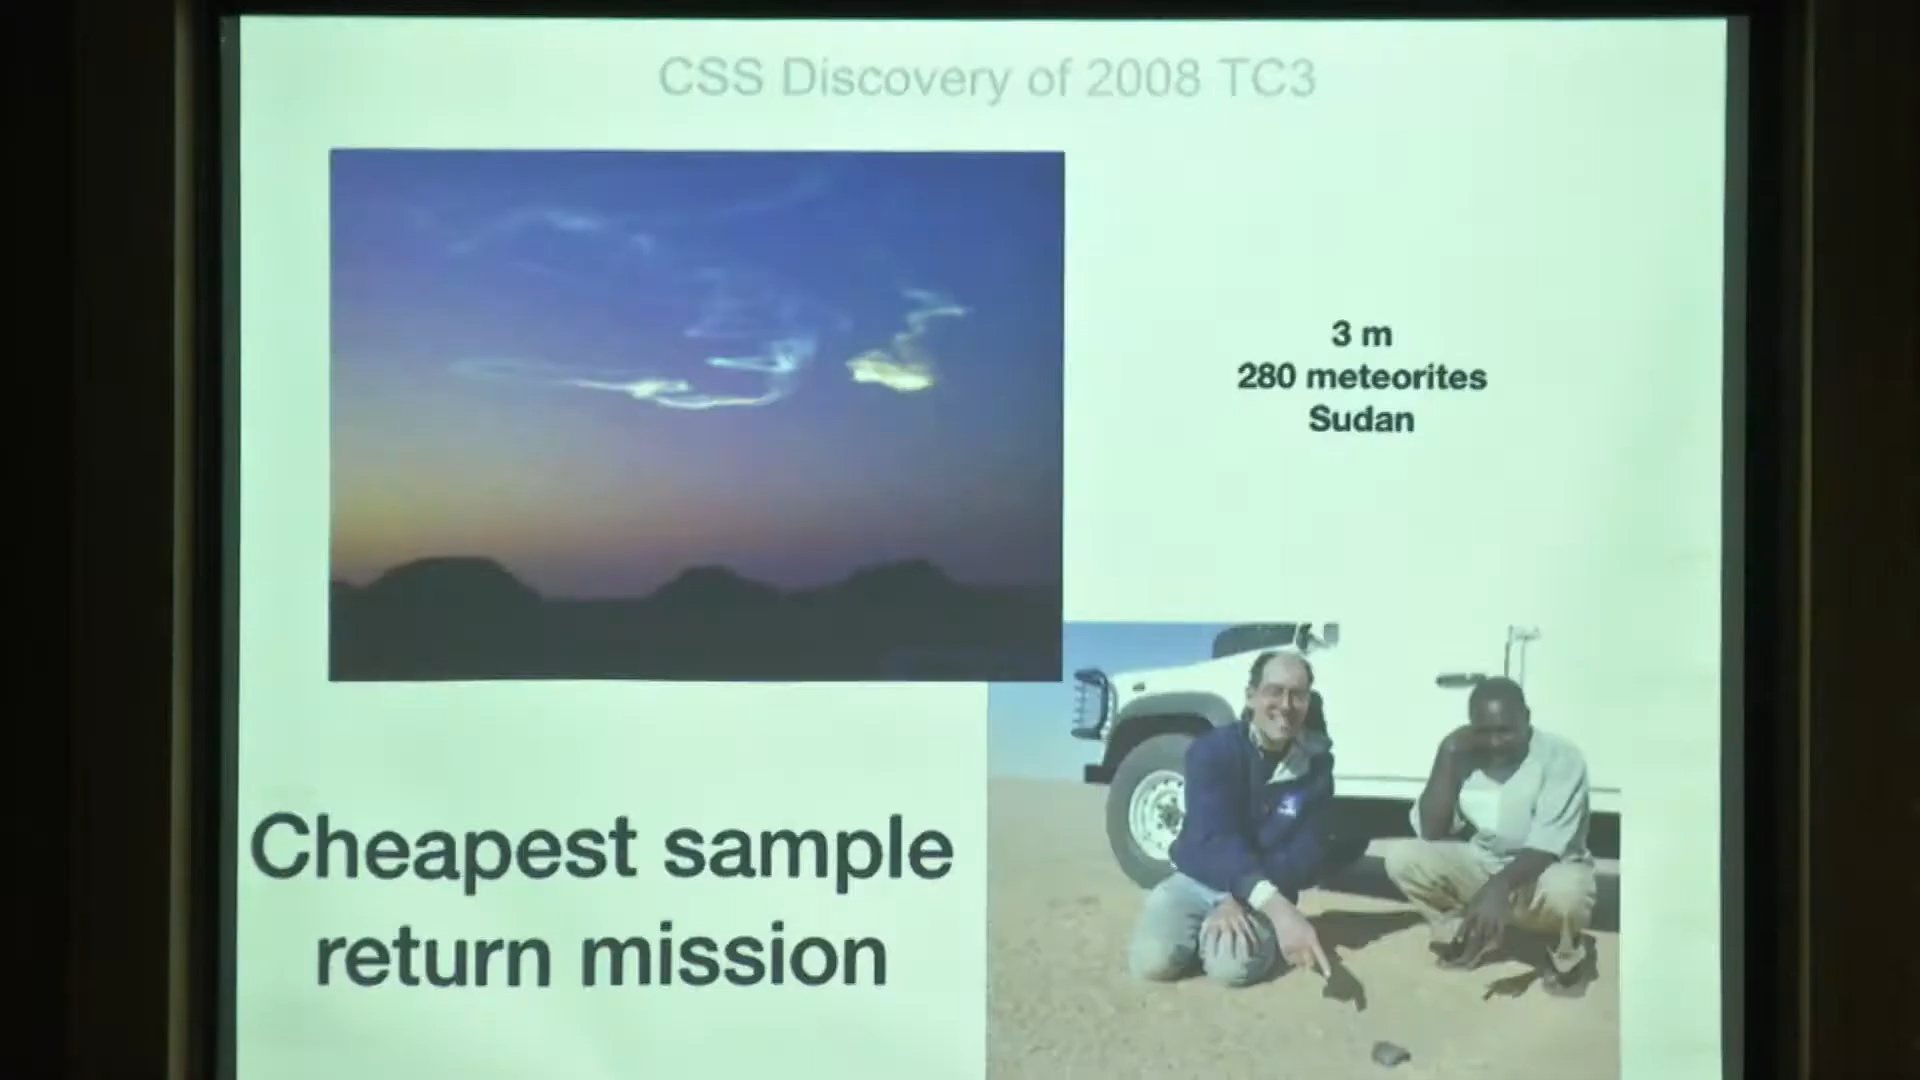 CSS Discovery of 2008 TC3
3 m
280 meteorites
Sudan
Cheapest sample
return mission